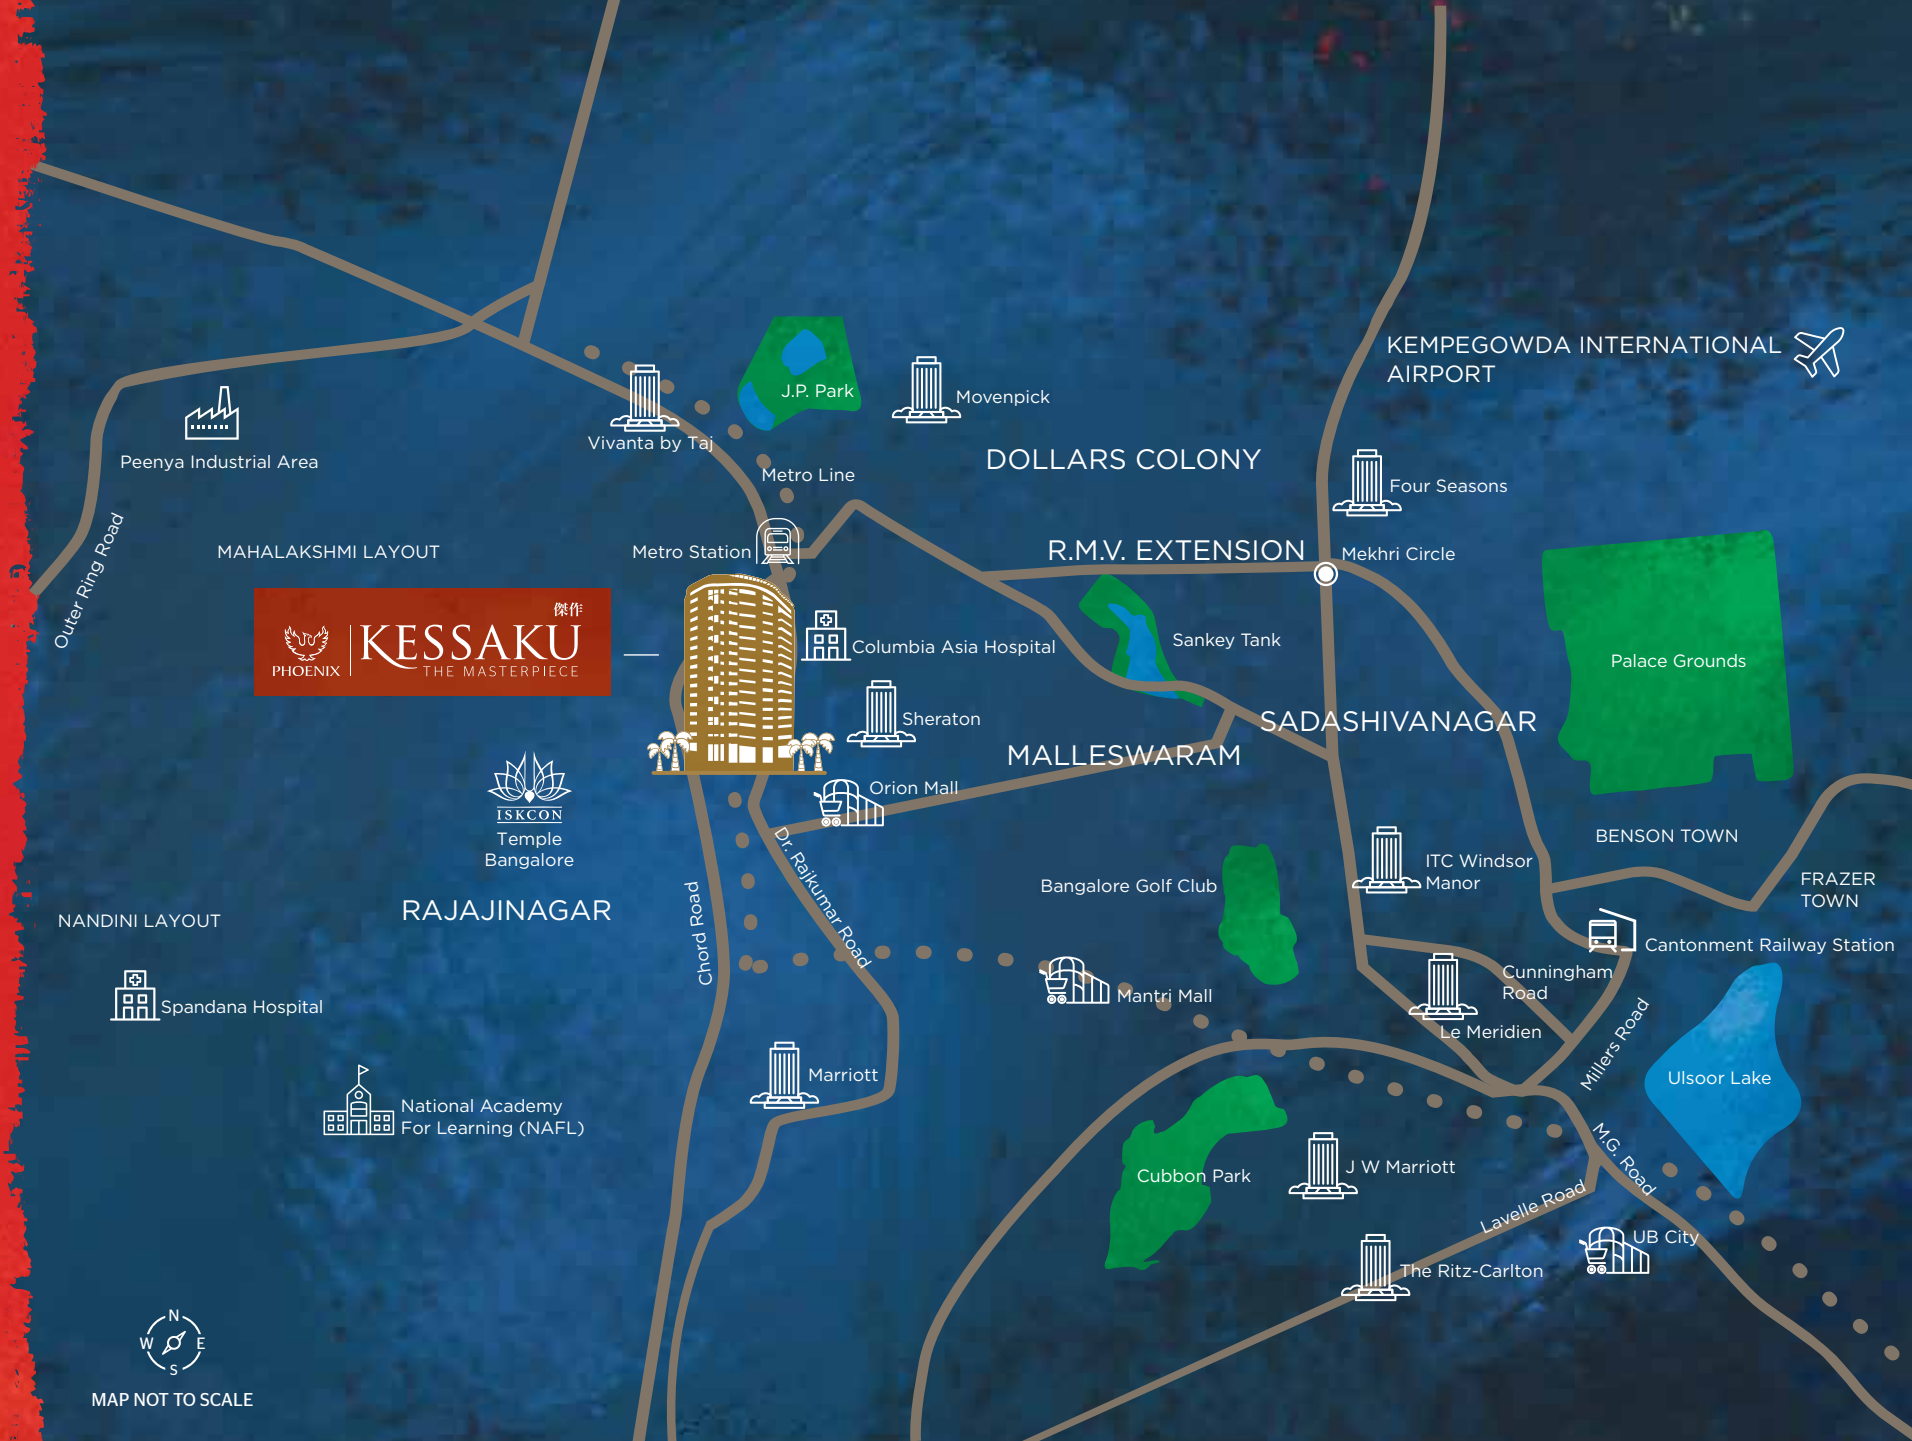 KEMPEGOWDA INTERNATIONAL
AIRPORT
J.P. Park
Movenpick
Vivanta by Taj
DOLLARS COLONY
Peenya Industrial Area
Metro Line
Four Seasons
Outer Ring Road
MAHALAKSHMI LAYOUT
Metro Station
R.M.V. EXTENSION
Mekhri Circle
傑作
PHOENIX
KESSAKU
THE MASTERPIECE
Columbia Asia Hospital
Sankey Tank
Palace Grounds
Sheraton
SADASHIVANAGAR
MALLESWARAM
Orion Mall
ISKCON
Temple
Bangalore
Dr. Rajkumar Road
BENSON TOWN
ITC Windsor
Manor
Bangalore Golf Club
FRAZER
TOWN
RAJAJINAGAR
NANDINI LAYOUT
Chord Road
Cantonment Railway Station
Cunningham
Road
Mantri Mall
Spandana Hospital
Le Meridien
Millers Road
Marriott
Ulsoor Lake
National Academy
For Learning (NAFL)
M.G. Road
Cubbon Park
J W Marriott
Lavelle Road
UB City
The Ritz-Carlton
N
W
E
S
MAP NOT TO SCALE